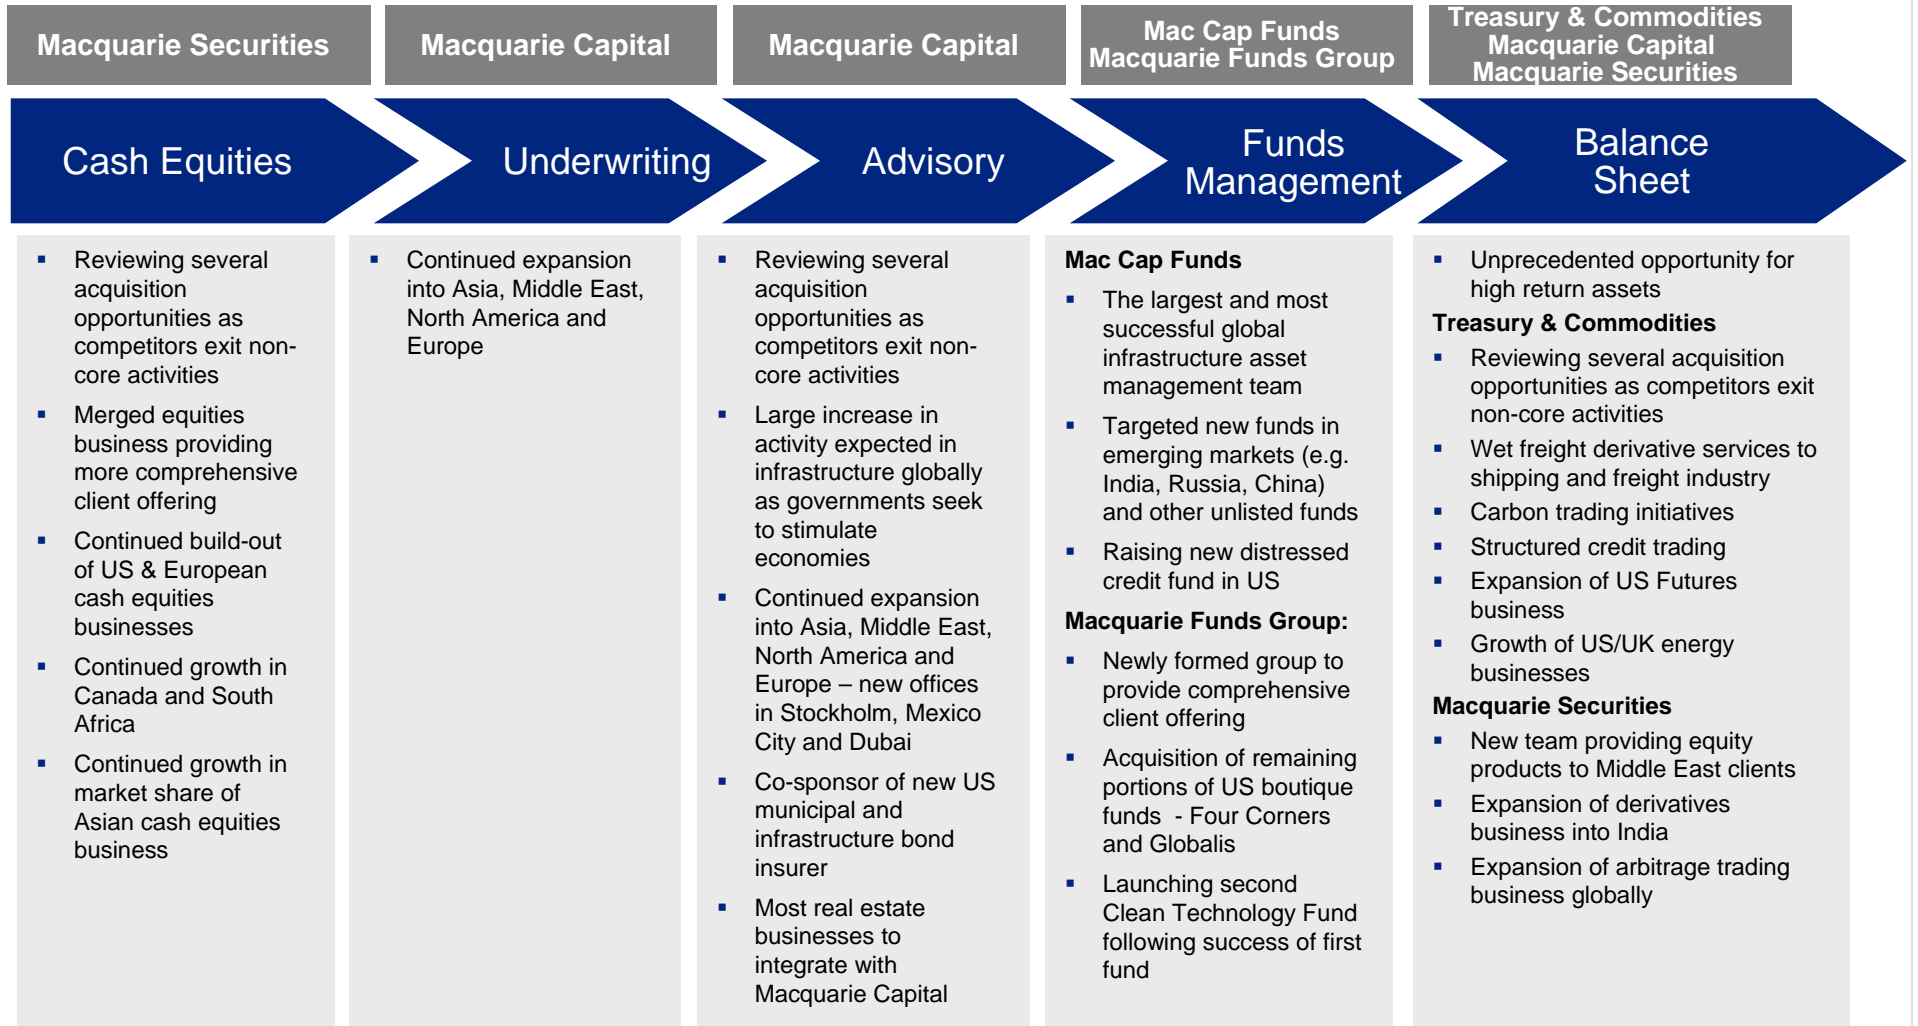 Macquarie Securities
Macquarie Capital
Macquarie Capital
Mac Cap Funds
Macquarie Funds Group
Treasury & Commodities
Macquarie Capital
Macquarie Securities
Cash Equities
Underwriting
Advisory
Funds
Management
Balance
Sheet
▪ Reviewing several
acquisition
opportunities as
competitors exit non-
core activities
▪ Merged equities
business providing
more comprehensive
client offering
▪ Continued build-out
of US & European
cash equities
businesses
▪ Continued growth in
Canada and South
Africa
▪ Continued growth in
market share of
Asian cash equities
business
▪ Continued expansion
into Asia, Middle East,
North America and
Europe
▪ Reviewing several
acquisition
opportunities as
competitors exit non-
core activities
▪ Large increase in
activity expected in
infrastructure globally
as governments seek
to stimulate
economies
▪ Continued expansion
into Asia, Middle East,
North America and
Europe – new offices
in Stockholm, Mexico
City and Dubai
▪ Co-sponsor of new US
municipal and
infrastructure bond
insurer
▪ Most real estate
businesses to
integrate with
Macquarie Capital
Mac Cap Funds
▪ The largest and most
successful global
infrastructure asset
management team
▪ Targeted new funds in
emerging markets (e.g.
India, Russia, China)
and other unlisted funds
▪ Raising new distressed
credit fund in US
Macquarie Funds Group:
▪ Newly formed group to
provide comprehensive
client offering
▪ Acquisition of remaining
portions of US boutique
funds - Four Corners
and Globalis
▪ Launching second
Clean Technology Fund
following success of first
fund
▪ Unprecedented opportunity for
high return assets
Treasury & Commodities
▪ Reviewing several acquisition
opportunities as competitors exit
non-core activities
▪ Wet freight derivative services to
shipping and freight industry
▪ Carbon trading initiatives
▪ Structured credit trading
▪ Expansion of US Futures
business
▪ Growth of US/UK energy
businesses
Macquarie Securities
▪ New team providing equity
products to Middle East clients
▪ Expansion of derivatives
business into India
▪ Expansion of arbitrage trading
business globally